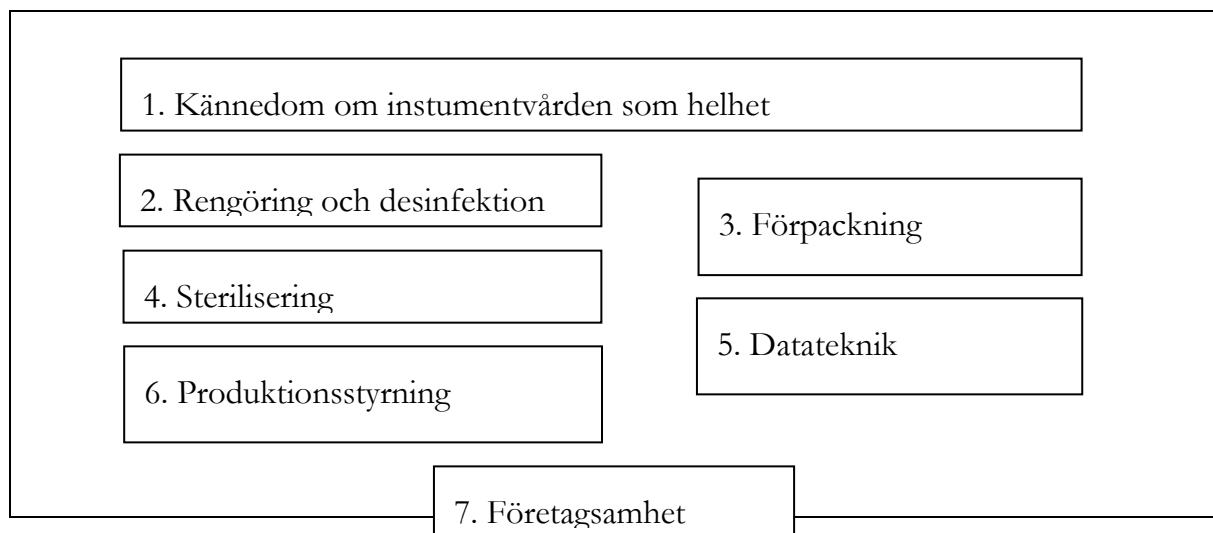 1. Kännedom om instumentvården som helhet
2. Rengöring och desinfektion
3. Förpackning
4. Sterilisering
5. Datateknik
6. Produktionsstyrning
7. Företagsamhet